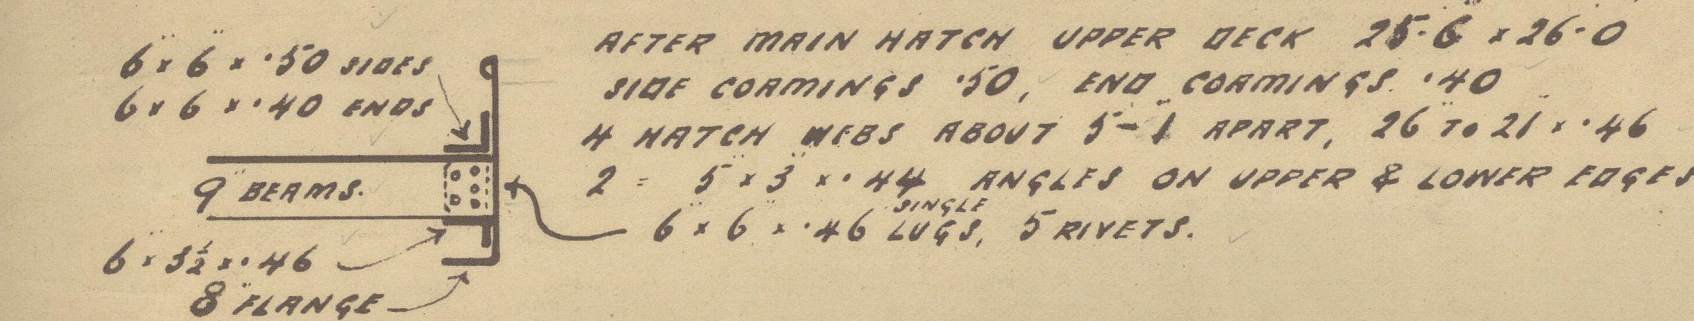 6" x 6" x .50 SIDES
6 x 6 x .40 ENDS
9" BEAMS.
6" x 3½ x .46
8" FLANGE
AFTER MAIN HATCH UPPER DECK 25-6 x 26-0
SIDE COAMINGS .50, END COAMINGS. .40
4 HATCH WEBS ABOUT 5-1 APART, 26" TO 21 x .46
2 = 5" x 3" x .44 ANGLES ON UPPER & LOWER EDGES
6 x 6 x .46 SINGLE LUGS, 5 RIVETS.